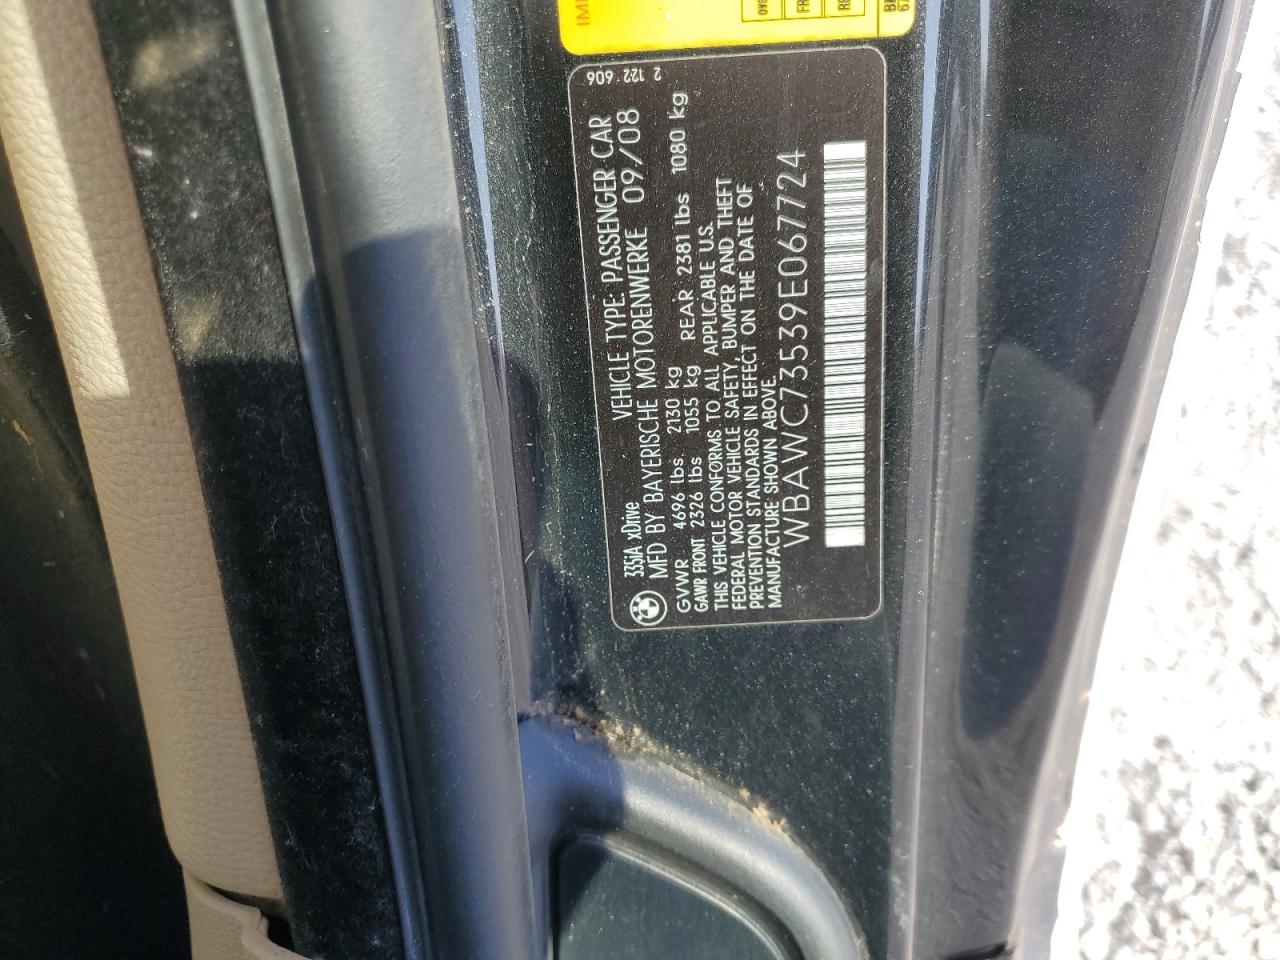 335iA xDrive VEHICLE TYPE: PASSENGER CAR
MFD BY BAYERISCHE MOTORENWERKE 09/08
GVWR 4696 lbs 2130 kg REAR 2381 lbs 1080 kg
GAWR FRONT 2326 lbs 1055 kg
THIS VEHICLE CONFORMS TO ALL APPLICABLE U.S.
FEDERAL MOTOR VEHICLE SAFETY, BUMPER AND THEFT
PREVENTION STANDARDS IN EFFECT ON THE DATE OF
MANUFACTURE SHOWN ABOVE.
WBAWC73539E067724
2 122 606